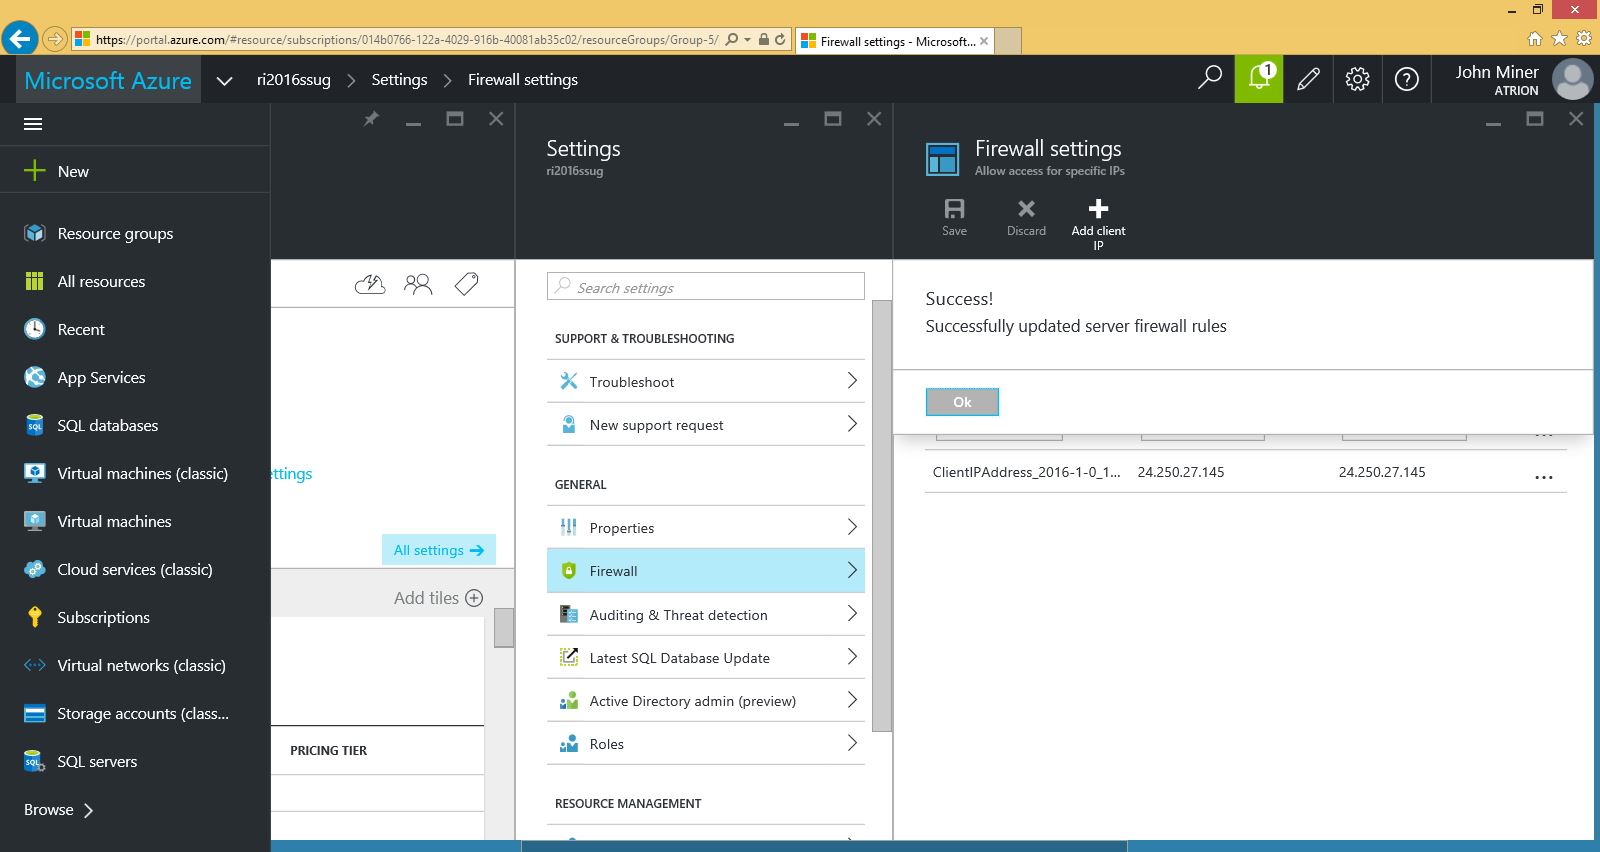 https://portal.azure.com/#resource/subscriptions/014b0766-122a-4029-916b-40081ab35c02/resourceGroups/Group-5/
Firewall settings - Microsoft...
Microsoft Azure
ri2016ssug
Settings
Firewall settings
1
John Miner
ATRION
New
Resource groups
All resources
Recent
App Services
SQL databases
Virtual machines (classic)
Virtual machines
Cloud services (classic)
Subscriptions
Virtual networks (classic)
Storage accounts (class...
SQL servers
Browse
ettings
All settings
Add tiles
PRICING TIER
Settings
ri2016ssug
Search settings
SUPPORT & TROUBLESHOOTING
Troubleshoot
New support request
GENERAL
Properties
Firewall
Auditing & Threat detection
Latest SQL Database Update
Active Directory admin (preview)
Roles
RESOURCE MANAGEMENT
Firewall settings
Allow access for specific IPs
Save
Discard
Add client
IP
Success!
Successfully updated server firewall rules
Ok
...
ClientIPAddress_2016-1-0_1... 24.250.27.145 24.250.27.145 ...